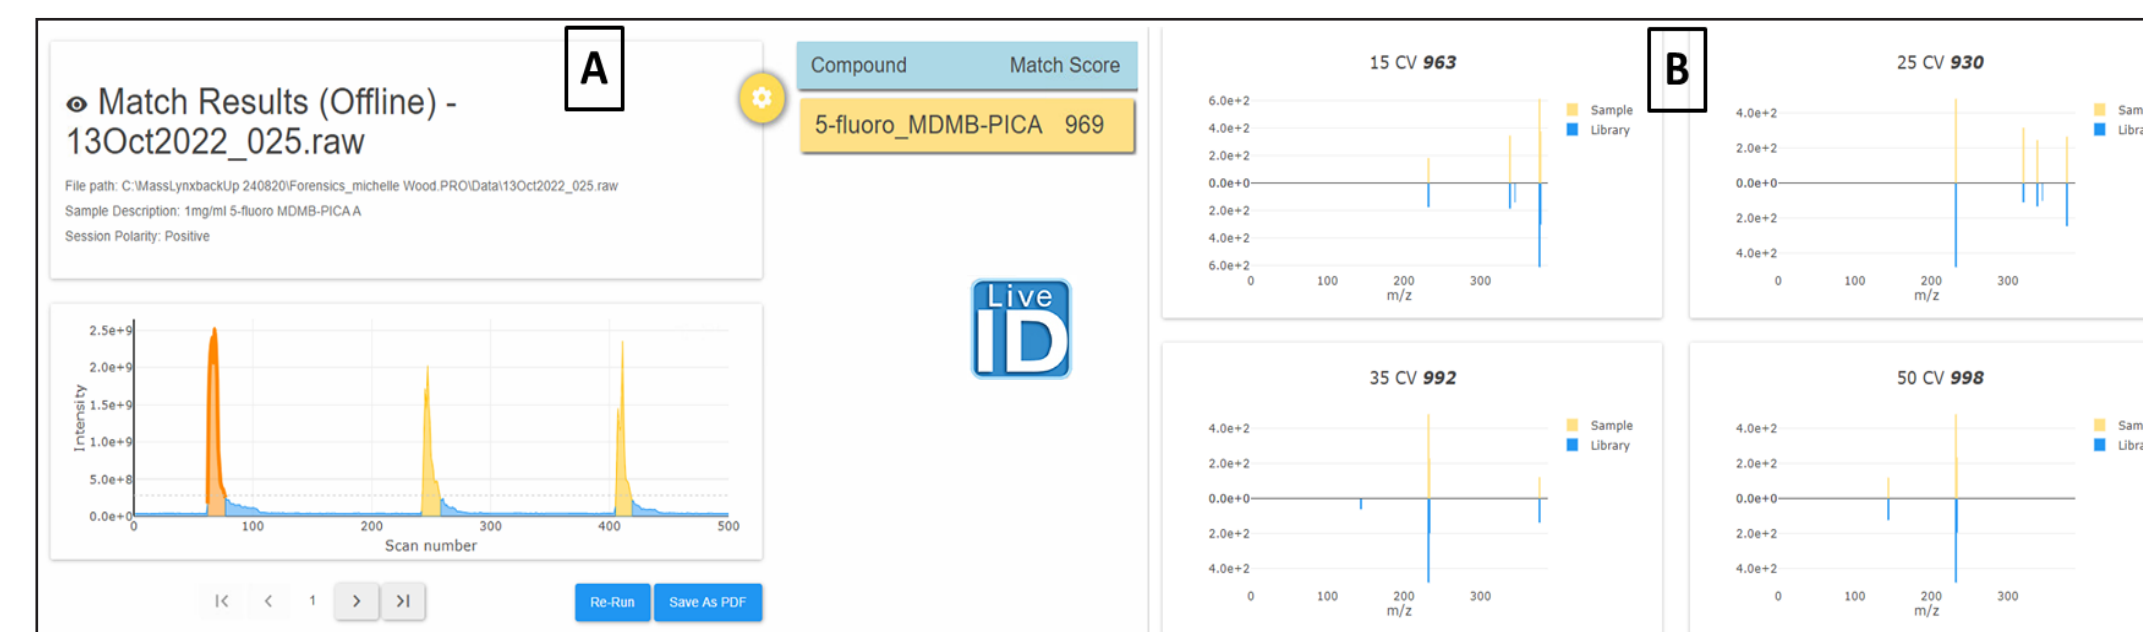 A
Match Results (Offline) -
13Oct2022_025.raw
File path: C:\MassLynxbackUp 240820\Forensics_michelle Wood.PRO\Data\13Oct2022_025.raw
Sample Description: 1mg/ml 5-fluoro MDMB-PICA A
Session Polarity: Positive
Compound Match Score
5-fluoro_MDMB-PICA 969
Live
ID
2.5e+9
2.0e+9
1.5e+9
1.0e+9
5.0e+8
0.0e+0
Intensity
0 100 200 300 400 500
Scan number
1
Re-Run Save As PDF
B
15 CV 963
6.0e+2
4.0e+2
2.0e+2
0.0e+0
2.0e+2
4.0e+2
6.0e+2
0 100 200 300
m/z
Sample
Library
25 CV 930
4.0e+2
2.0e+2
0.0e+0
2.0e+2
4.0e+2
0 100 200 300
m/z
Sam
Libra
35 CV 992
4.0e+2
2.0e+2
0.0e+0
2.0e+2
4.0e+2
0 100 200 300
m/z
Sample
Library
50 CV 998
4.0e+2
2.0e+2
0.0e+0
2.0e+2
4.0e+2
0 100 200 300
m/z
Sam
Libra